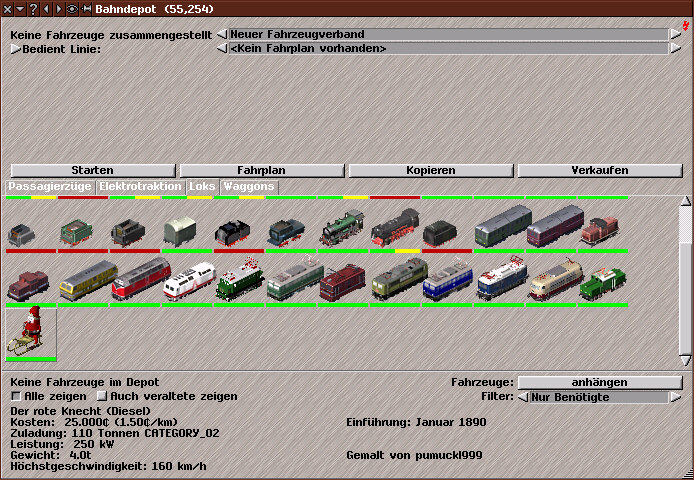 Bahndepot (55,254)
Keine Fahrzeuge zusammengestellt Neuer Fahrzeugverband
Bedient Linie: <Kein Fahrplan vorhanden>
Starten Fahrplan Kopieren Verkaufen
Passagierzüge Elektrotraktion Loks Waggons
Keine Fahrzeuge im Depot Fahrzeuge: anhängen
Alle zeigen Auch veraltete zeigen Filter: Nur Benötigte
Der rote Knecht (Diesel)
Kosten: 25.000¢ (1.50¢/km) Einführung: Januar 1890
Zuladung: 110 Tonnen CATEGORY_02
Leistung: 250 kW
Gewicht: 4.0t Gemalt von pumuckl999
Höchstgeschwindigkeit: 160 km/h